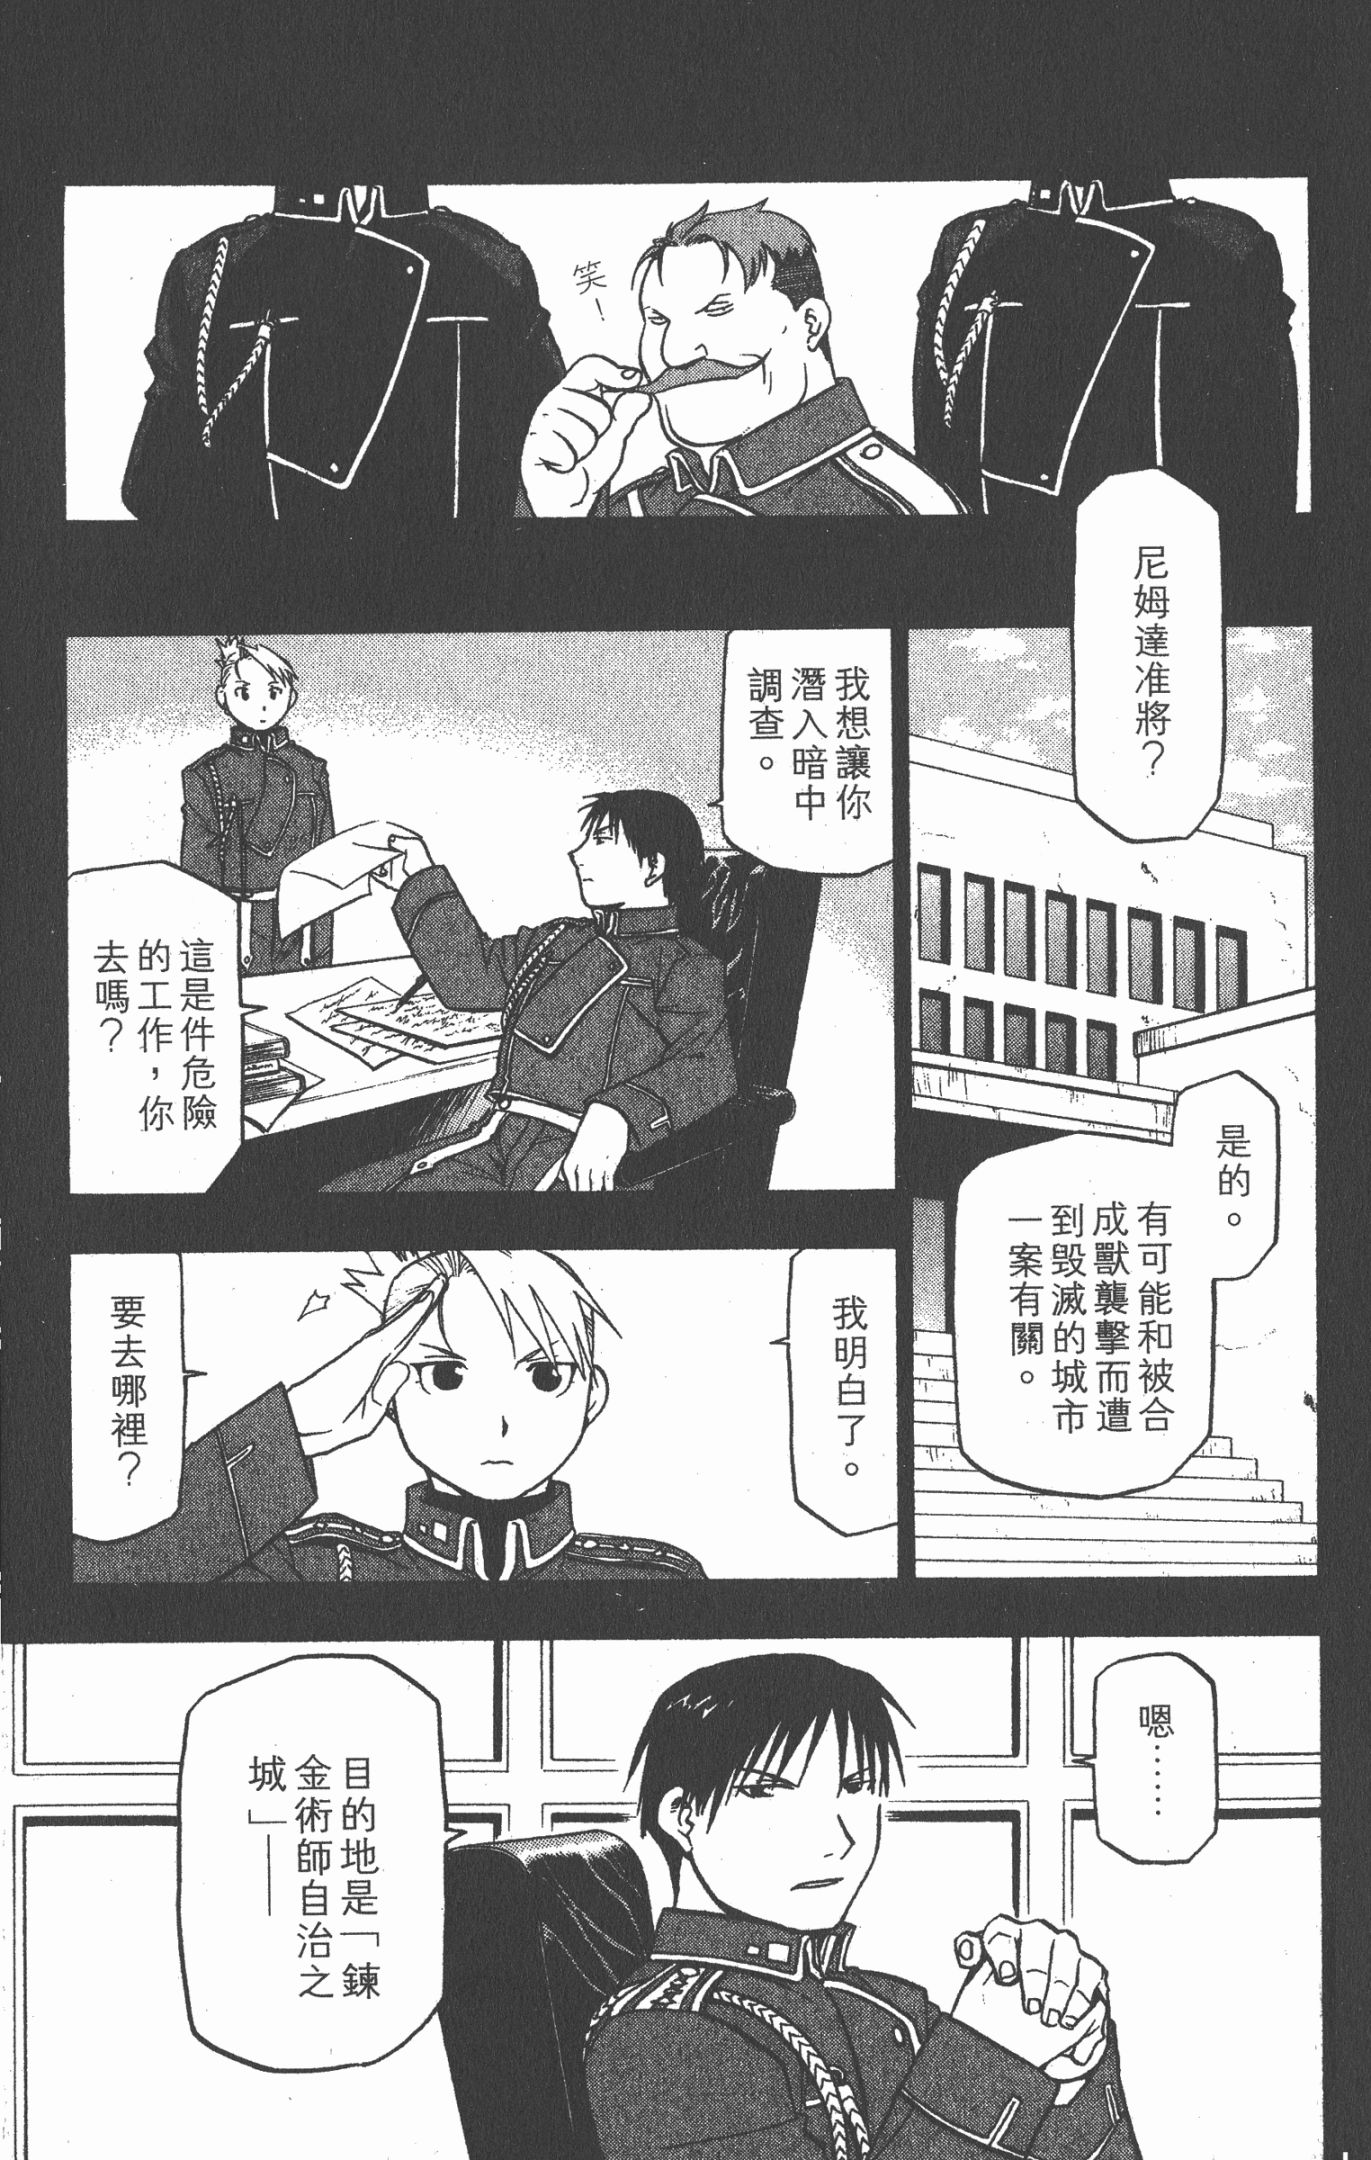 笑－
尼姆達准將？
是的。
有可能和被合
成獸襲擊而遭
到毀滅的城市
一案有關。
我想讓你
潛入暗中
調查。
這是件危險
的工作，你
去嗎？
我明白了。
要去哪裡？
嗯……
目的地是「鍊
金術師自治之
城」——